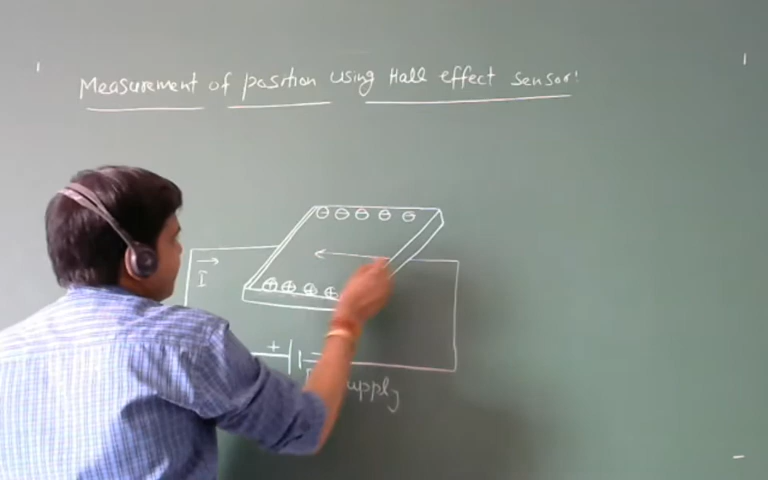 Measurement of position using Hall effect sensor:
I
+
supply